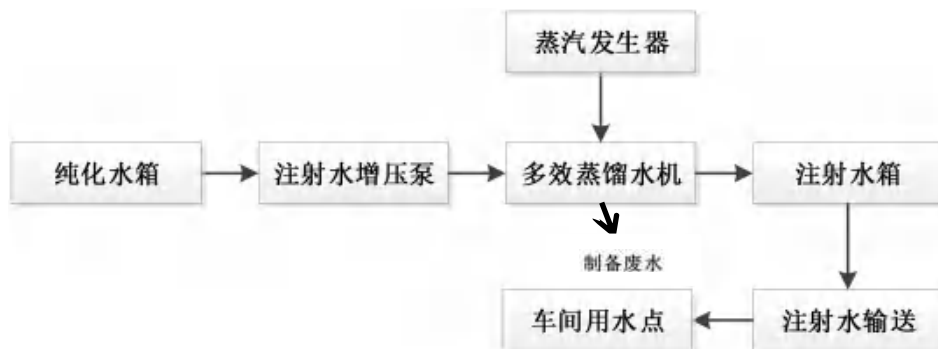 蒸汽发生器
纯化水箱
注射水增压泵
多效蒸馏水机
注射水箱
制备废水
车间用水点
注射水输送